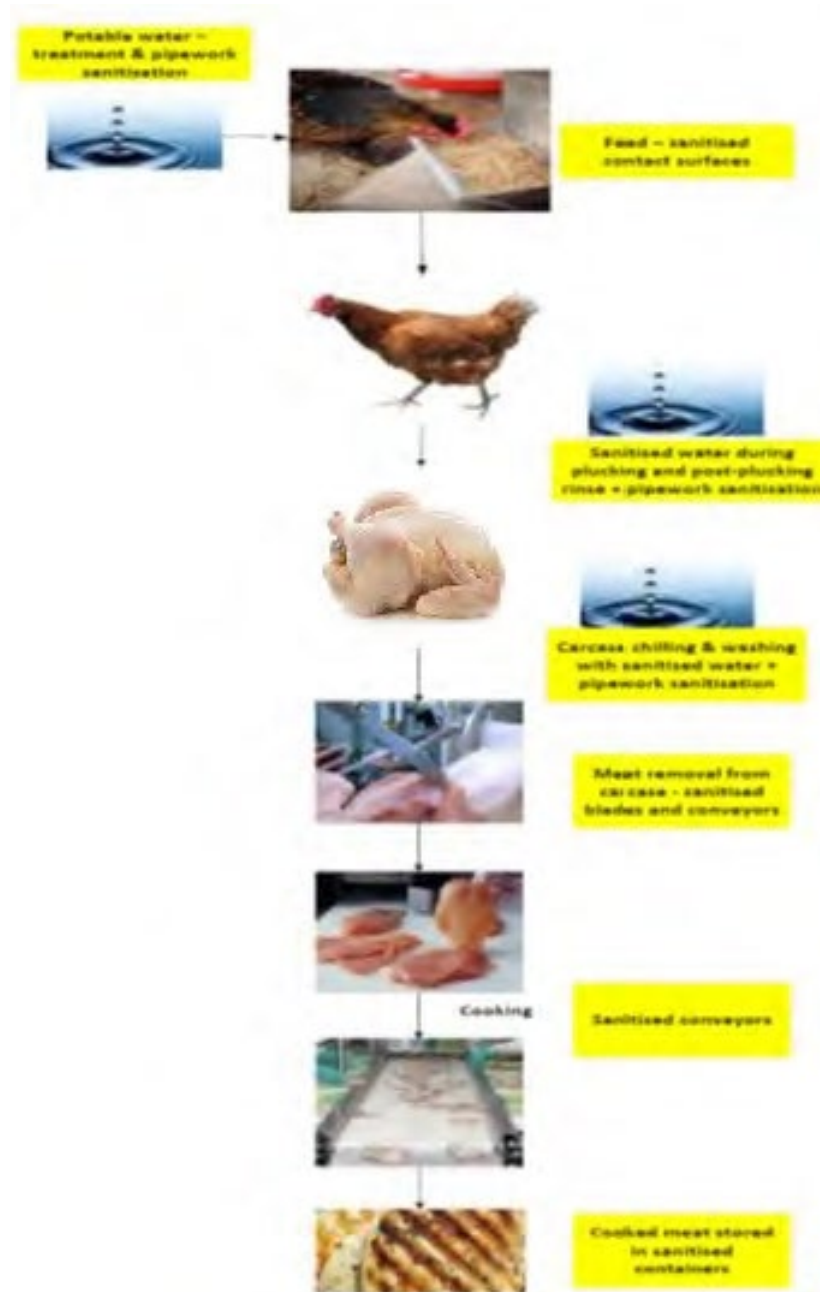 Potable water –
treatment & pipework
sanitisation
Feed – sanitised
contact surfaces
Sanitised water during
plucking and post-plucking
rinse + pipework sanitisation
Carcase chilling & washing
with sanitised water +
pipework sanitisation
Meat removal from
carcase - sanitised
blades and conveyors
Cooking
Sanitised conveyors
Cooked meat stored
in sanitised
containers